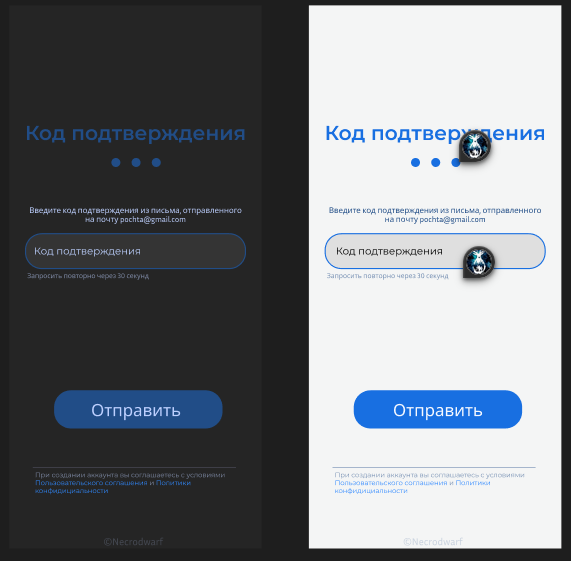 Код подтверждения
Введите код подтверждения из письма, отправленного
на почту pochta@gmail.com
Код подтверждения
Запросить повторно через 30 секунд
Отправить
При создании аккаунта вы соглашаетесь с условиями
Пользовательского соглашения и Политики
конфидициальности
©Necrodwarf
Код подтверждения
Введите код подтверждения из письма, отправленного
на почту pochta@gmail.com
Код подтверждения
Запросить повторно через 30 секунд
Отправить
При создании аккаунта вы соглашаетесь с условиями
Пользовательского соглашения и Политики
конфидициальности
©Necrodwarf